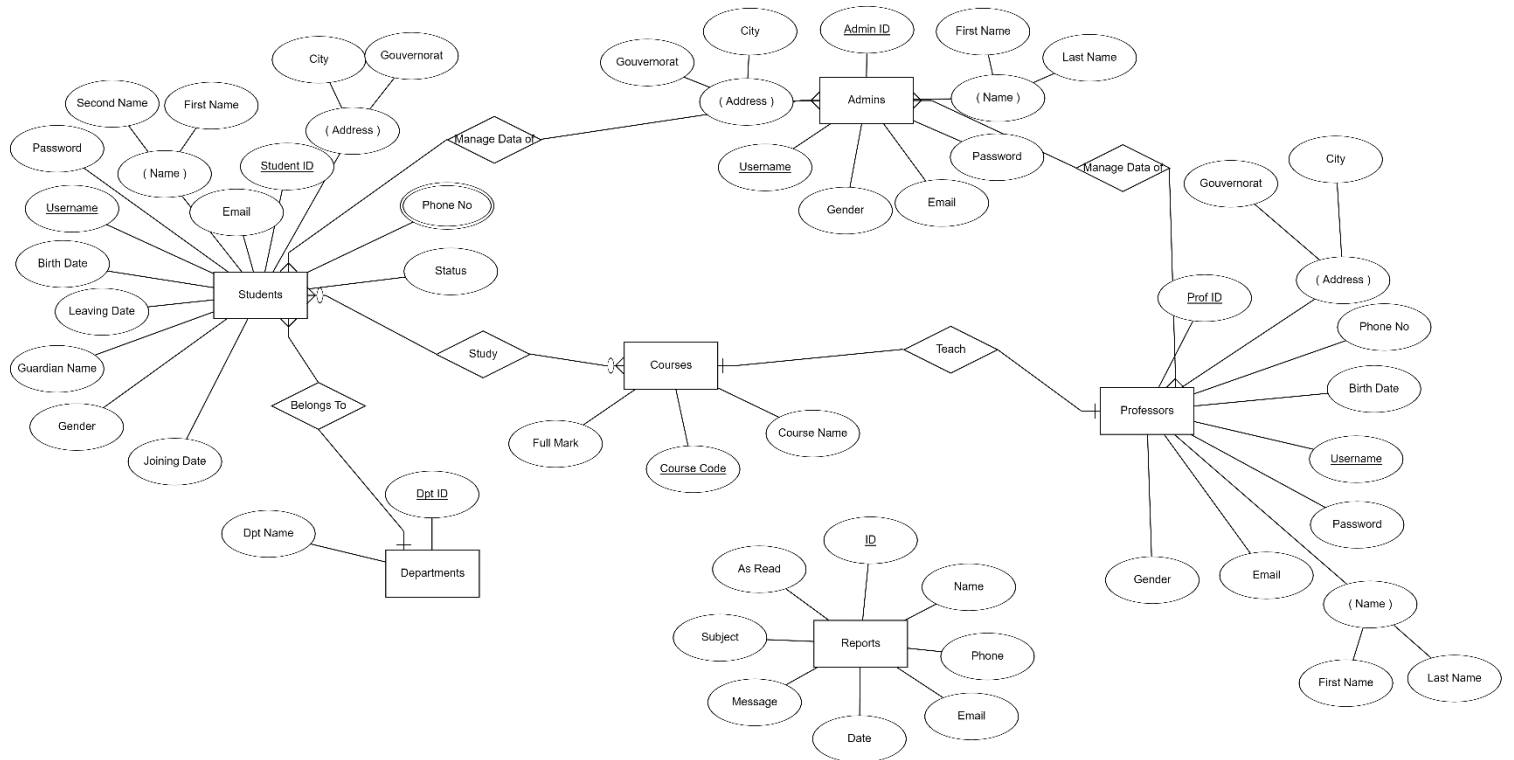 City
Admin ID
First Name
City
Gouvernorat
Gouvernorat
Last Name
Second Name
First Name
( Address )
Admins
( Name )
( Address )
Password
Manage Data of
Student ID
( Name )
Username
Password
Manage Data of
City
Gouvernorat
Username
Email
Phone No
Gender
Email
Birth Date
Status
( Address )
Students
Leaving Date
Prof ID
Phone No
Study
Courses
Teach
Guardian Name
Birth Date
Belongs To
Professors
Gender
Full Mark
Course Name
Joining Date
Course Code
Username
Dpt ID
Dpt Name
Password
ID
Departments
As Read
Name
Gender
Email
( Name )
Subject
Reports
Phone
First Name
Last Name
Message
Email
Date